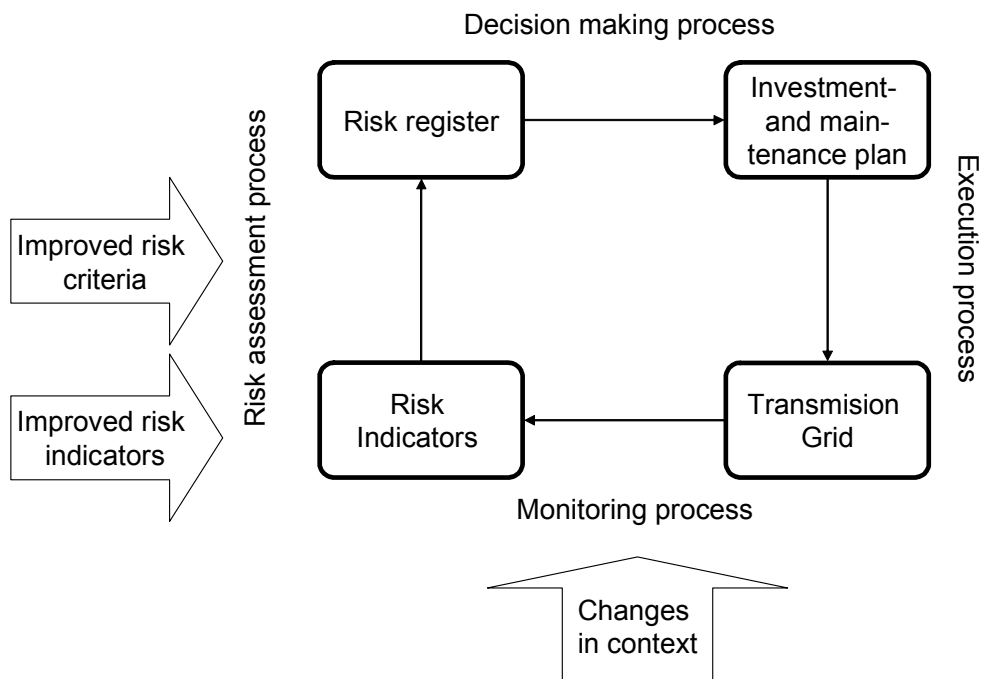 Decision making process
Risk register
Investment-
and main-
tenance plan
Risk assessment process
Execution process
Improved risk
criteria
Improved risk
indicators
Risk
Indicators
Transmision
Grid
Monitoring process
Changes
in context